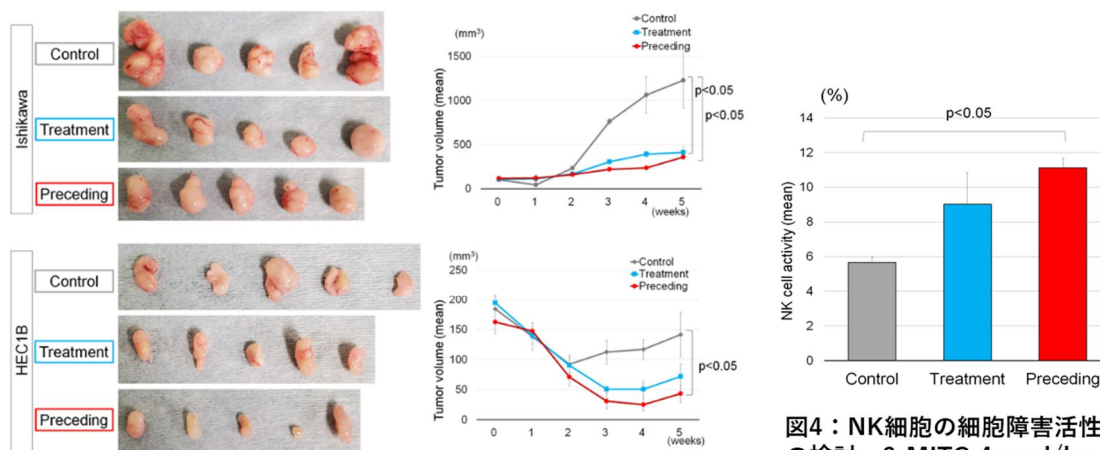 Ishikawa
Control
Treatment
Preceding
(mm³)
Control
Treatment
Preceding
Tumor volume (mean)
1500
1000
500
0
0 1 2 3 4 5
(weeks)
p<0.05
p<0.05
HEC1B
Control
Treatment
Preceding
(mm³)
Control
Treatment
Preceding
Tumor volume (mean)
250
200
150
100
50
0
0 1 2 3 4 5
(weeks)
p<0.05
(%)
NK cell activity (mean)
14
12
10
8
6
4
2
0
p<0.05
Control Treatment Preceding
図4：NK細胞の細胞障害活性